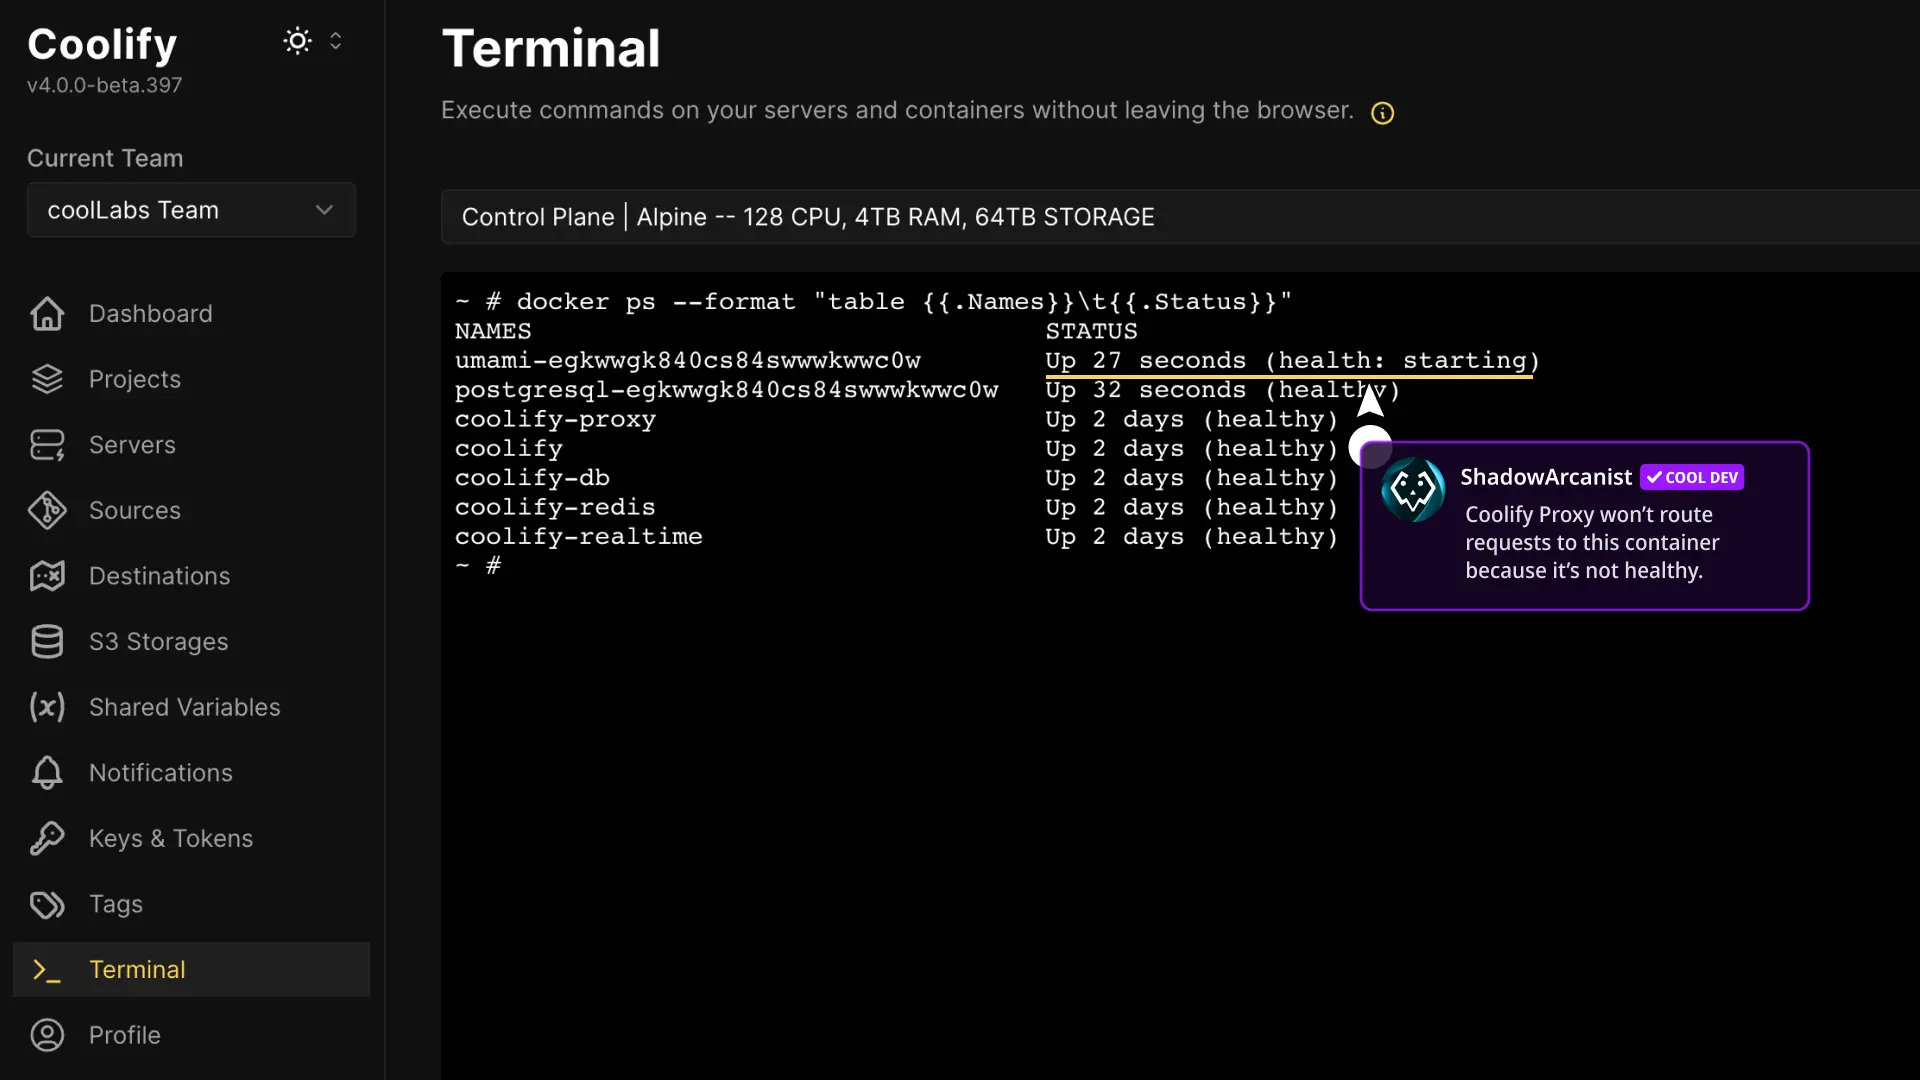 Coolify
v4.0.0-beta.397
Current Team
coolLabs Team
Dashboard
Projects
Servers
Sources
Destinations
S3 Storages
Shared Variables
Notifications
Keys & Tokens
Tags
Terminal
Profile
Terminal
Execute commands on your servers and containers without leaving the browser.
Control Plane | Alpine -- 128 CPU, 4TB RAM, 64TB STORAGE
~ # docker ps --format "table {{.Names}}\t{{.Status}}"
NAMES STATUS
umami-egkwwgk840cs84swwwkwwc0w Up 27 seconds (health: starting)
postgresql-egkwwgk840cs84swwwkwwc0w Up 32 seconds (healthy)
coolify-proxy Up 2 days (healthy)
coolify Up 2 days (healthy)
coolify-db Up 2 days (healthy)
coolify-redis Up 2 days (healthy)
coolify-realtime Up 2 days (healthy)
~ #
ShadowArcanist COOL DEV
Coolify Proxy won’t route
requests to this container
because it’s not healthy.